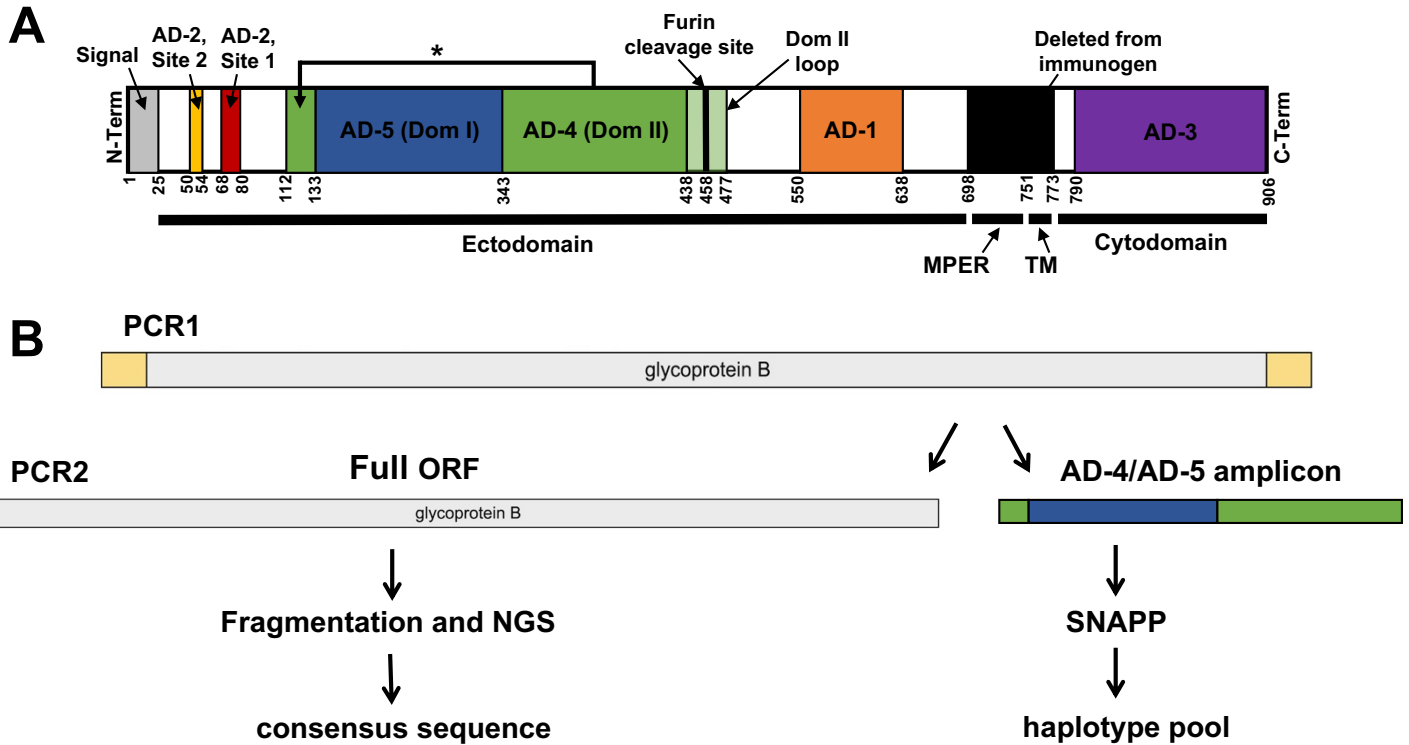 A
Signal
AD-2,
Site 2
AD-2,
Site 1
*
Furin
cleavage site
Dom II
loop
Deleted from
immunogen
N-Term
AD-5 (Dom I)
AD-4 (Dom II)
AD-1
AD-3
C-Term
1
25
50
54
68
80
112
133
343
438
458
477
550
638
698
751
773
790
906
Ectodomain
MPER
TM
Cytodomain
B
PCR1
glycoprotein B
PCR2
Full ORF
AD-4/AD-5 amplicon
glycoprotein B
Fragmentation and NGS
SNAPP
consensus sequence
haplotype pool